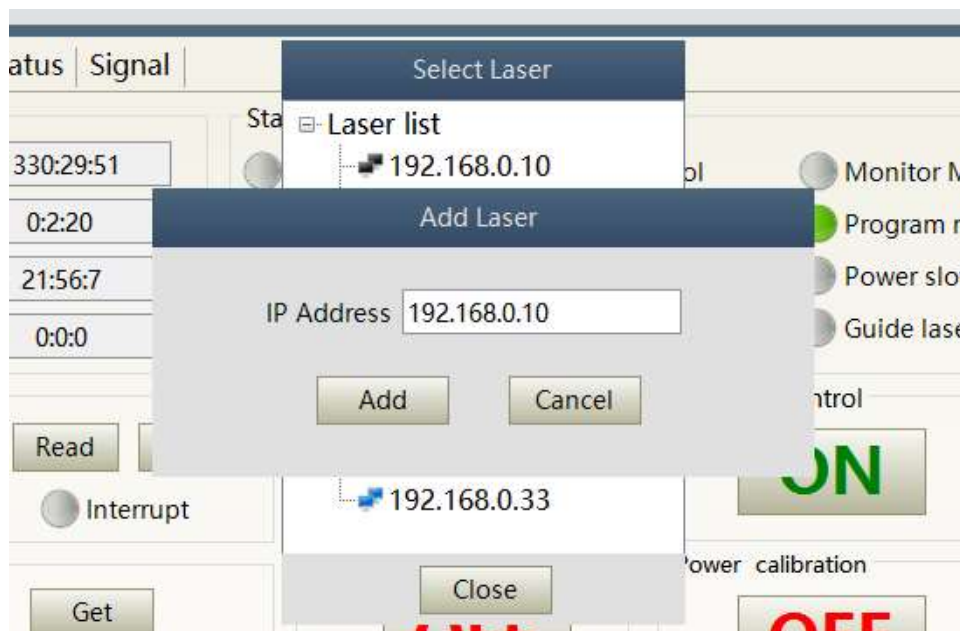 atus Signal
Select Laser
Sta
Laser list
330:29:51
192.168.0.10
ol
Monitor M
0:2:20
Add Laser
Program r
21:56:7
Power slo
IP Address 192.168.0.10
0:0:0
Guide lase
Add Cancel
ntrol
Read
ON
192.168.0.33
Interrupt
Power calibration
Close
Get
OFF